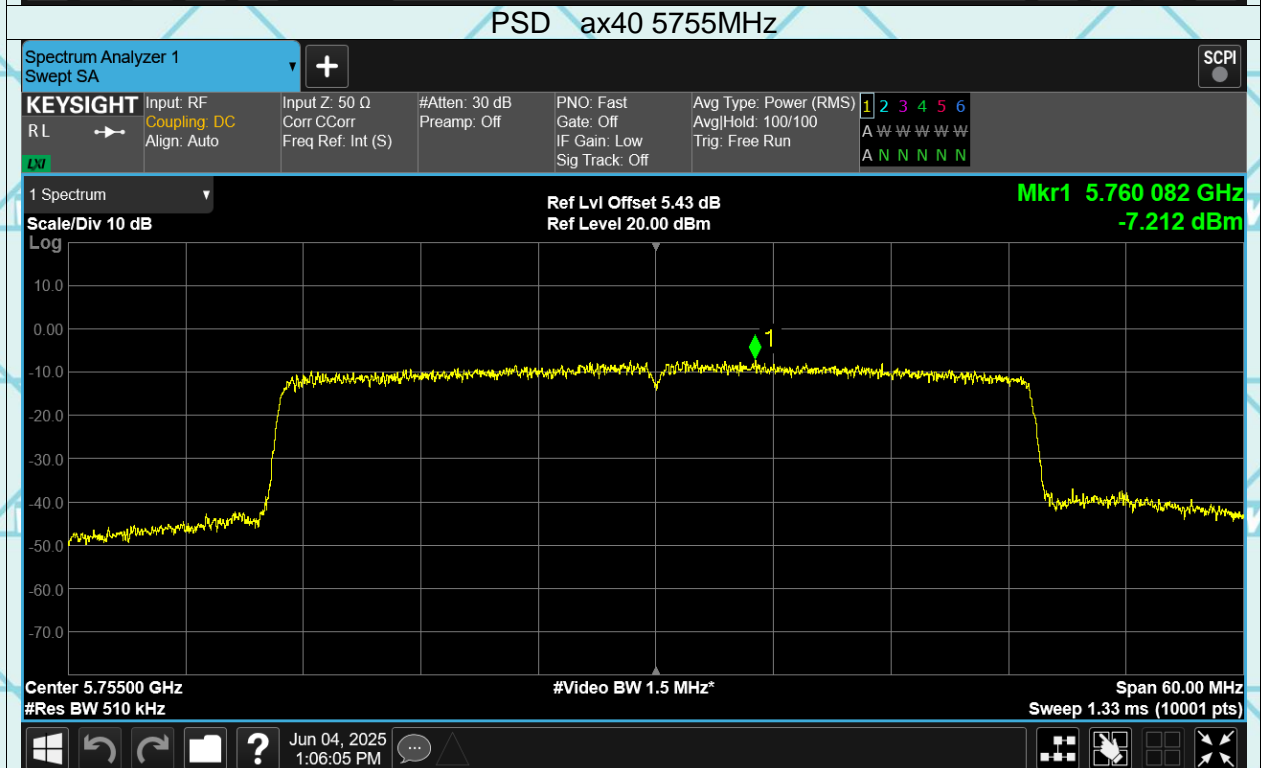 PSD ax40 5755MHz
Spectrum Analyzer 1
Swept SA
+
SCPI
KEYSIGHT
R L
LXI
Input: RF
Coupling: DC
Align: Auto
Input Z: 50 Ω
Corr CCorr
Freq Ref: Int (S)
#Atten: 30 dB
Preamp: Off
PNO: Fast
Gate: Off
IF Gain: Low
Sig Track: Off
Avg Type: Power (RMS)
Avg|Hold: 100/100
Trig: Free Run
1 2 3 4 5 6
A W W W W W
A N N N N N
1 Spectrum
Scale/Div 10 dB
Ref Lvl Offset 5.43 dB
Ref Level 20.00 dBm
Mkr1 5.760 082 GHz
-7.212 dBm
Log
10.0
0.00
-10.0
-20.0
-30.0
-40.0
-50.0
-60.0
-70.0
1
Center 5.75500 GHz
#Res BW 510 kHz
#Video BW 1.5 MHz*
Span 60.00 MHz
Sweep 1.33 ms (10001 pts)
?
Jun 04, 2025
1:06:05 PM